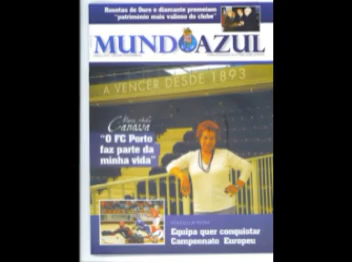 Rosetas de Ouro e diamante premeiam
"património mais valioso do clube"
MUNDO AZUL
A VENCER DESDE 1893
"O FC Porto
faz parte da
minha vida"
Equipa quer conquistar
Campeonato Europeu